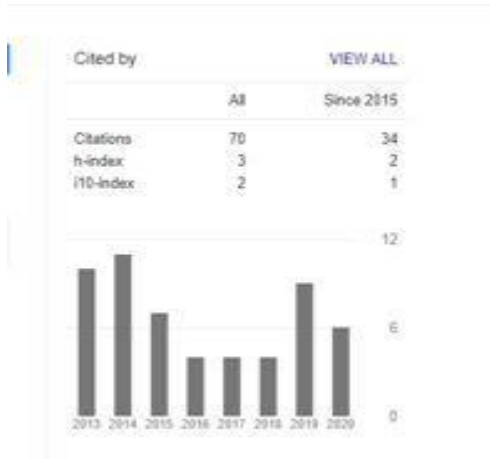 Cited by VIEW ALL
All Since 2015
Citations 70 34
h-index 3 2
i10-index 2 1
12
6
0
2013 2014 2015 2016 2017 2018 2019 2020